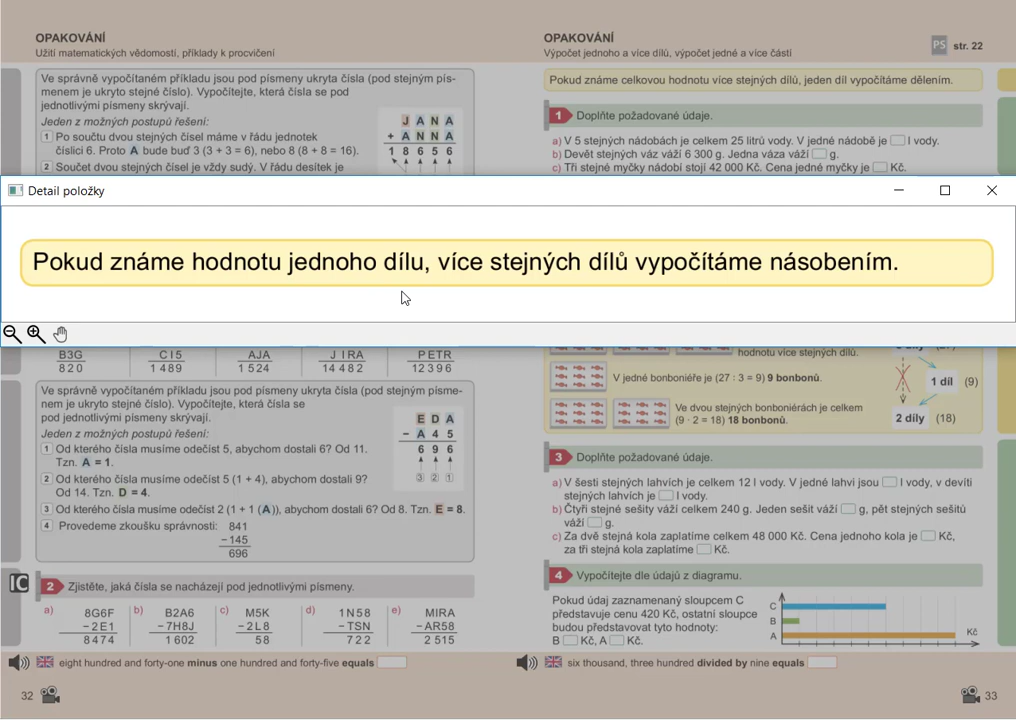 OPAKOVÁNÍ
Užití matematických vědomostí, příklady k procvičení
Ve správně vypočítaném příkladu jsou pod písmeny ukryta čísla (pod stejným pís-
menem je ukryto stejné číslo). Vypočítejte, která čísla se pod
jednotlivými písmeny skrývají.
Jeden z možných postupů řešení:
1 Po součtu dvou stejných čísel máme v řádu jednotek
číslici 6. Proto A bude buď 3 (3 + 3 = 6), nebo 8 (8 + 8 = 16).
2 Součet dvou stejných čísel je vždy sudý. V řádu desítek je
J A N A
+ A N N A
1 8 6 5 6
OPAKOVÁNÍ
Výpočet jednoho a více dílů, výpočet jedné a více částí
PS str. 22
Pokud známe celkovou hodnotu více stejných dílů, jeden díl vypočítáme dělením.
1 Doplňte požadované údaje.
a) V 5 stejných nádobách je celkem 25 litrů vody. V jedné nádobě je l vody.
b) Devět stejných váz váží 6 300 g. Jedna váza váží g.
c) Tři stejné myčky nádobí stojí 42 000 Kč. Cena jedné myčky je Kč.
Detail položky
Pokud známe hodnotu jednoho dílu, více stejných dílů vypočítáme násobením.
B3G CI5 AJA JIRA PETR
820 1 489 1 524 14 482 12 396
Ve správně vypočítaném příkladu jsou pod písmeny ukryta čísla (pod stejným písme-
nem je ukryto stejné číslo). Vypočítejte, která čísla se
pod jednotlivými písmeny skrývají.
Jeden z možných postupů řešení:
1 Od kterého čísla musíme odečíst 5, abychom dostali 6? Od 11.
Tzn. A = 1.
2 Od kterého čísla musíme odečíst 5 (1 + 4), abychom dostali 9?
Od 14. Tzn. D = 4.
3 Od kterého čísla musíme odečíst 2 (1 + 1 (A)), abychom dostali 6? Od 8. Tzn. E = 8.
4 Provedeme zkoušku správnosti: 841
−145
696
E D A
− A 4 5
6 9 6
3 2 1
IC 2 Zjistěte, jaká čísla se nacházejí pod jednotlivými písmeny.
a) 8G6F b) B2A6 c) M5K d) 1N58 e) MIRA
−2E1 −7H8J −2L8 −TSN −AR58
8474 1602 58 722 2 515
eight hundred and forty-one minus one hundred and forty-five equals
32
hodnotu více stejných dílů.
V jedné bonboniéře je (27 : 3 = 9) 9 bonbonů.
1 díl (9)
Ve dvou stejných bonboniérách je celkem
(9 · 2 = 18) 18 bonbonů.
2 díly (18)
3 Doplňte požadované údaje.
a) V šesti stejných lahvích je celkem 12 l vody. V jedné lahvi jsou l vody, v devíti
stejných lahvích je l vody.
b) Čtyři stejné sešity váží celkem 240 g. Jeden sešit váží g, pět stejných sešitů
váží g.
c) Za dvě stejná kola zaplatíme celkem 48 000 Kč. Cena jednoho kola je Kč,
za tři stejná kola zaplatíme Kč.
4 Vypočítejte dle údajů z diagramu.
Pokud údaj zaznamenaný sloupcem C
představuje cenu 420 Kč, ostatní sloupce
budou představovat tyto hodnoty:
B Kč, A Kč.
C
B
A
Kč
six thousand, three hundred divided by nine equals
33